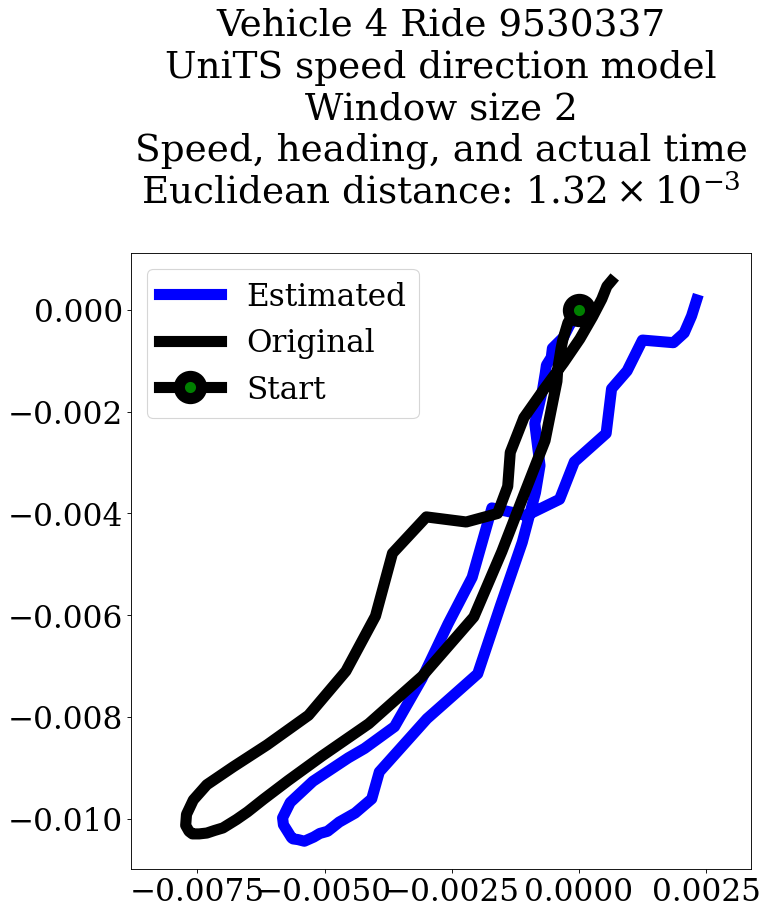 Vehicle 4 Ride 9530337
UniTS speed direction model
Window size 2
Speed, heading, and actual time
Euclidean distance: 1.32 × 10⁻³
Estimated
Original
Start
0.000
−0.002
−0.004
−0.006
−0.008
−0.010
−0.0075 −0.0050 −0.0025 0.0000 0.0025